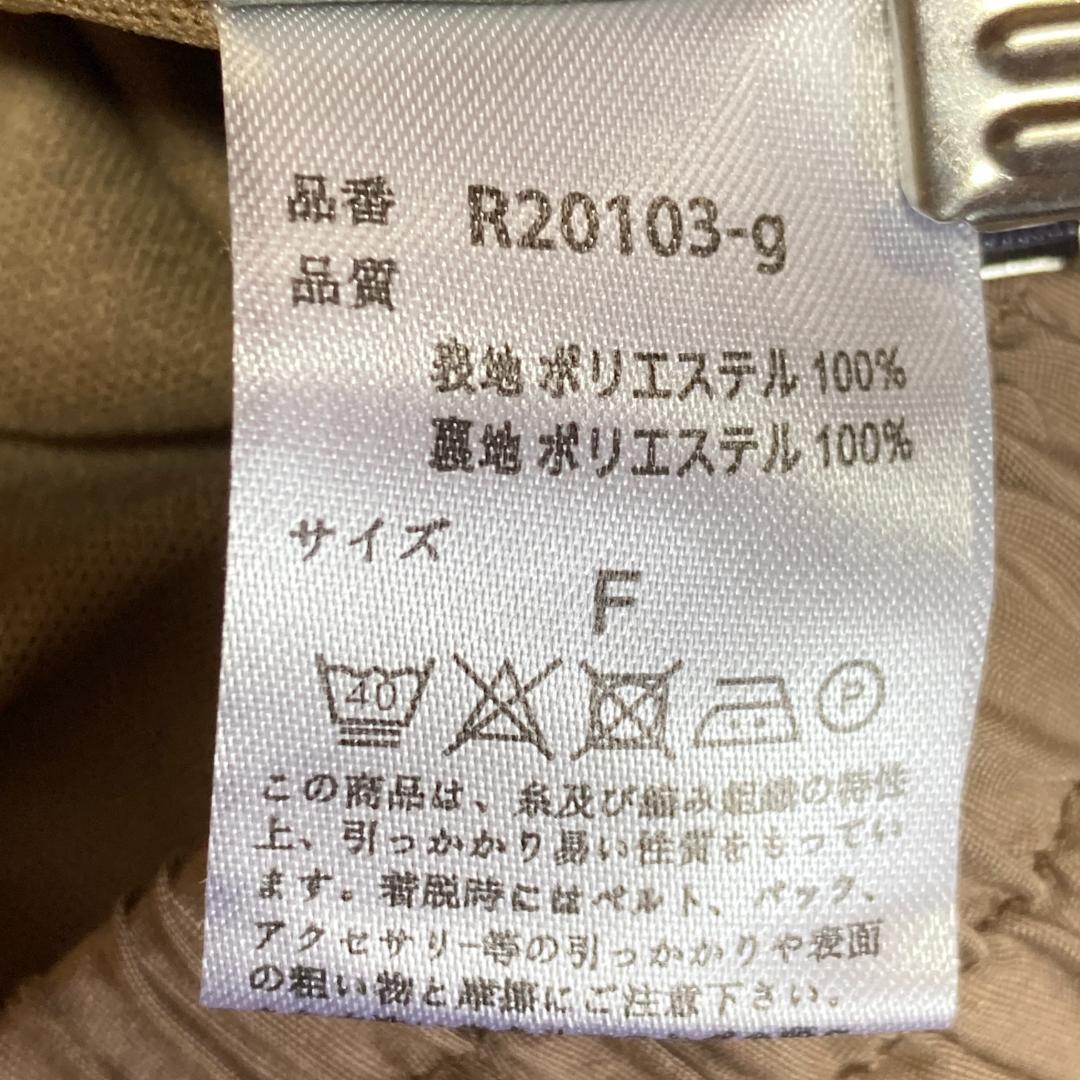 品番 R20103-g
品質
表地 ポリエステル 100%
裏地 ポリエステル 100%
サイズ
F
40 P
この商品は、糸及び編み組織の特性
上、引っかかり易い性質をもってい
ます。着脱時にはベルト、バック、
アクセサリー等の引っかかりや表面
の粗い物と摩擦にご注意下さい。